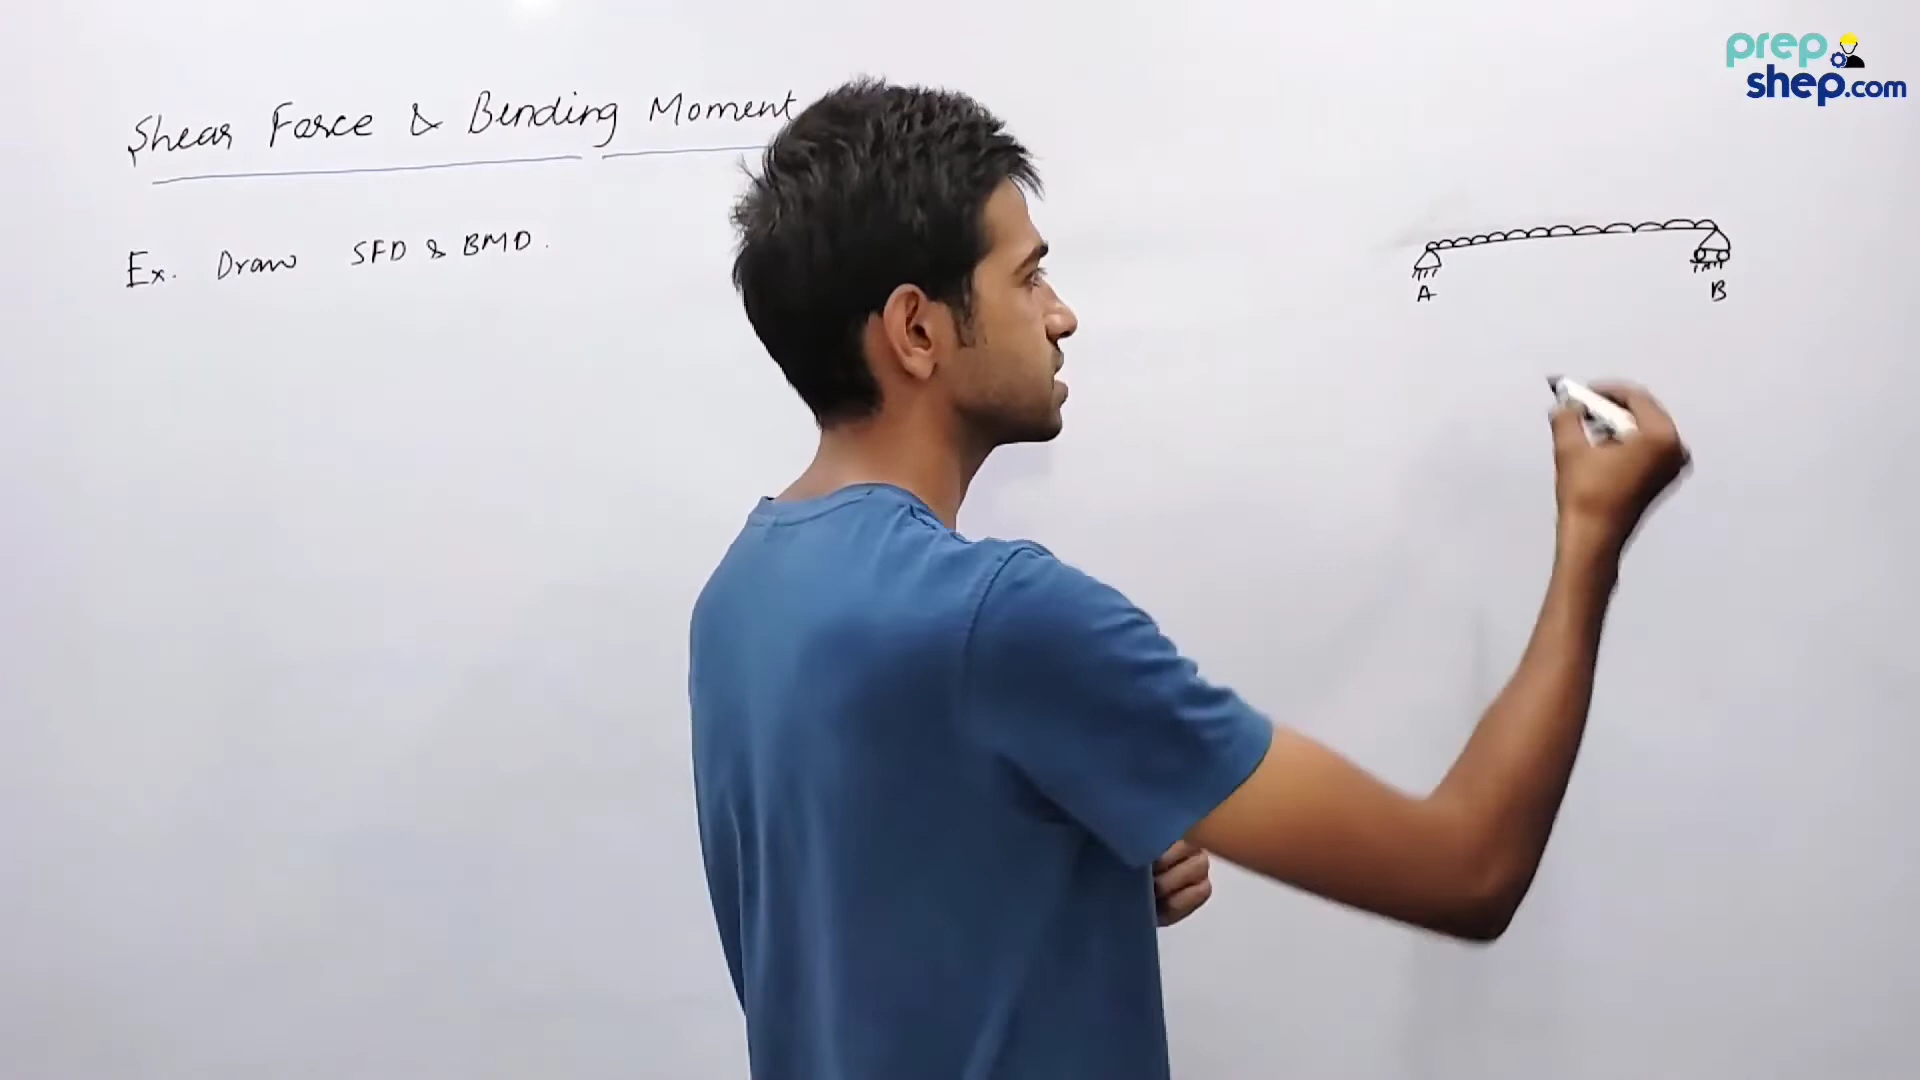 prep
shep.com
Shear Force & Bending Moment
Ex. Draw SFD & BMD.
A B